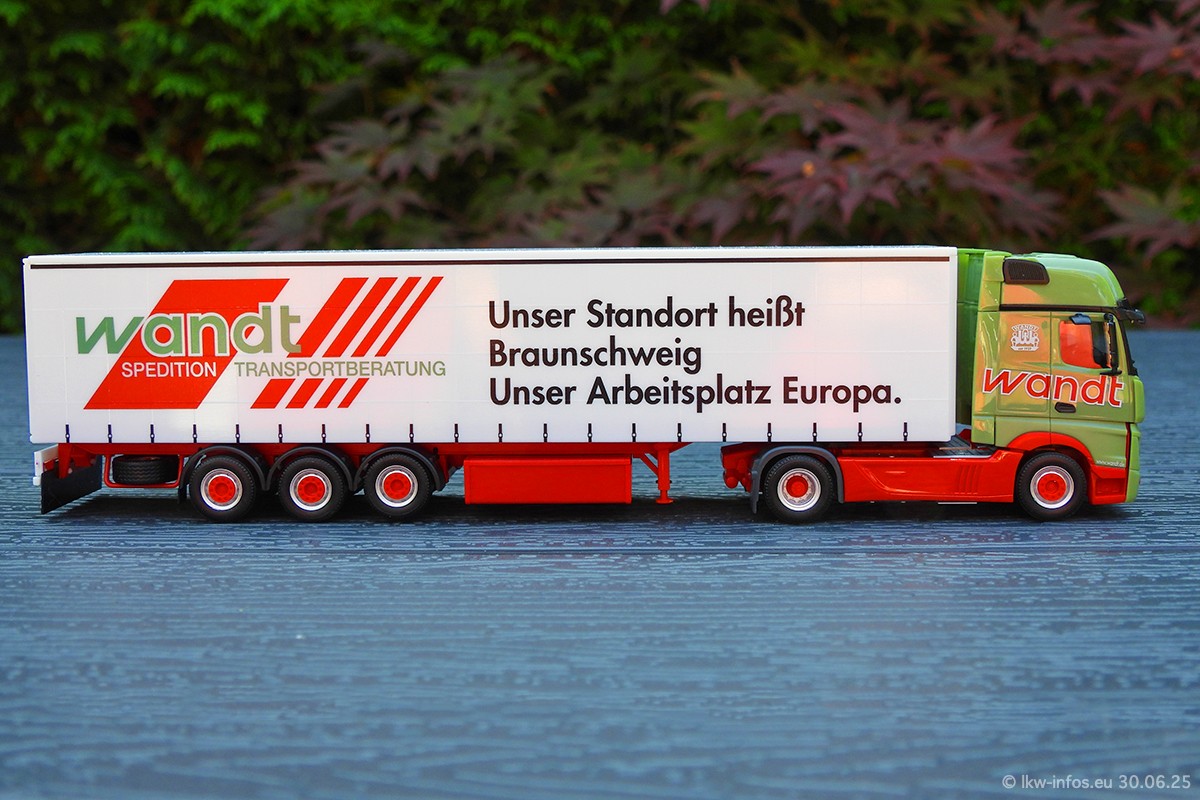 wandt
SPEDITION TRANSPORTBERATUNG
Unser Standort heißt
Braunschweig
Unser Arbeitsplatz Europa.
wandt
© lkw-infos.eu 30.06.25